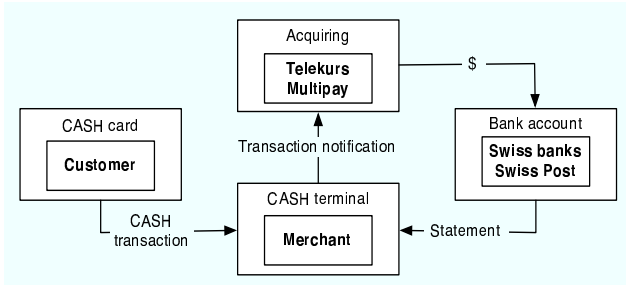 Acquiring
Telekurs
Multipay
$
CASH card
Customer
Bank account
Swiss banks
Swiss Post
Transaction notification
CASH terminal
Merchant
CASH
transaction
Statement